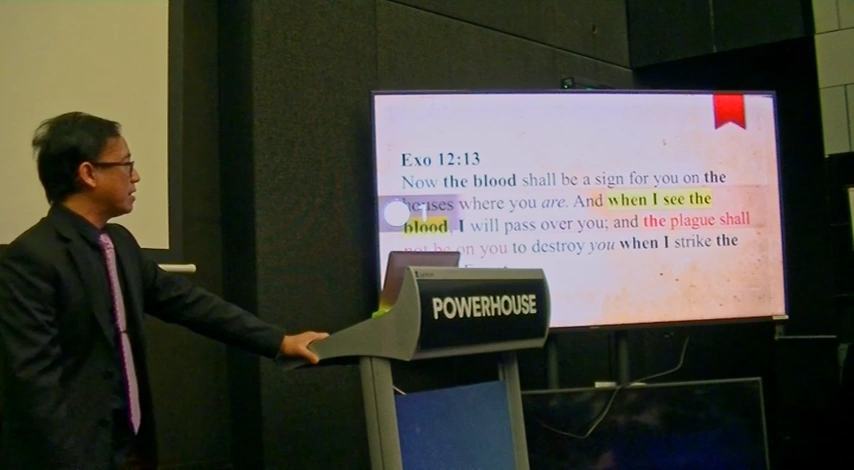 Exo 12:13
Now the blood shall be a sign for you on the
houses where you are. And when I see the
blood, I will pass over you; and the plague shall
not be on you to destroy you when I strike the
POWERHOUSE